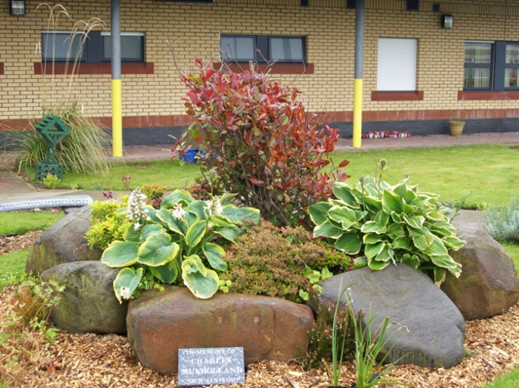 IN MEMORY OF
CHARLES
MULHOLLAND